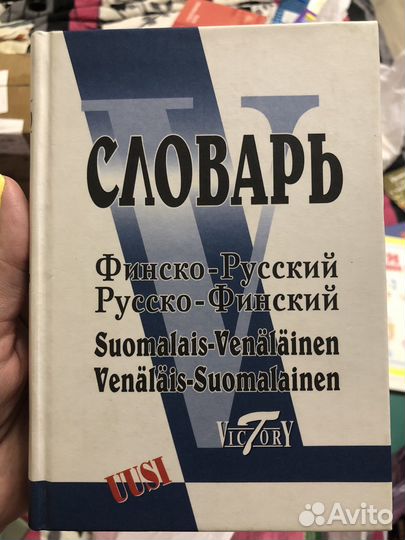 СЛОВАРЬ
Финско-Русский
Русско-Финский
Suomalais-Venäläinen
Venäläis-Suomalainen
VICTORY
UUSI
Avito